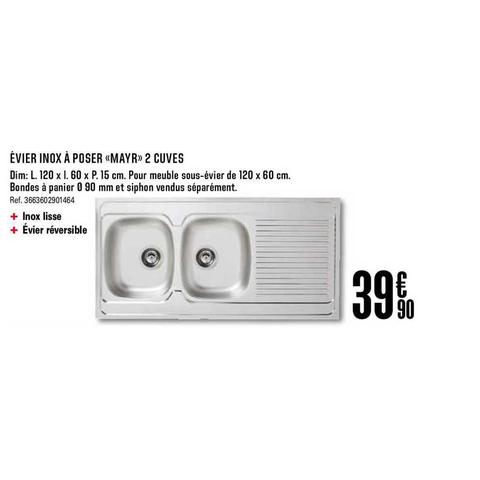 ÉVIER INOX À POSER «MAYR» 2 CUVES
Dim: L. 120 x l. 60 x P. 15 cm. Pour meuble sous-évier de 120 x 60 cm.
Bondes à panier 0 90 mm et siphon vendus séparément.
Ref. 3663602901464
+ Inox lisse
+ Évier réversible
39€90